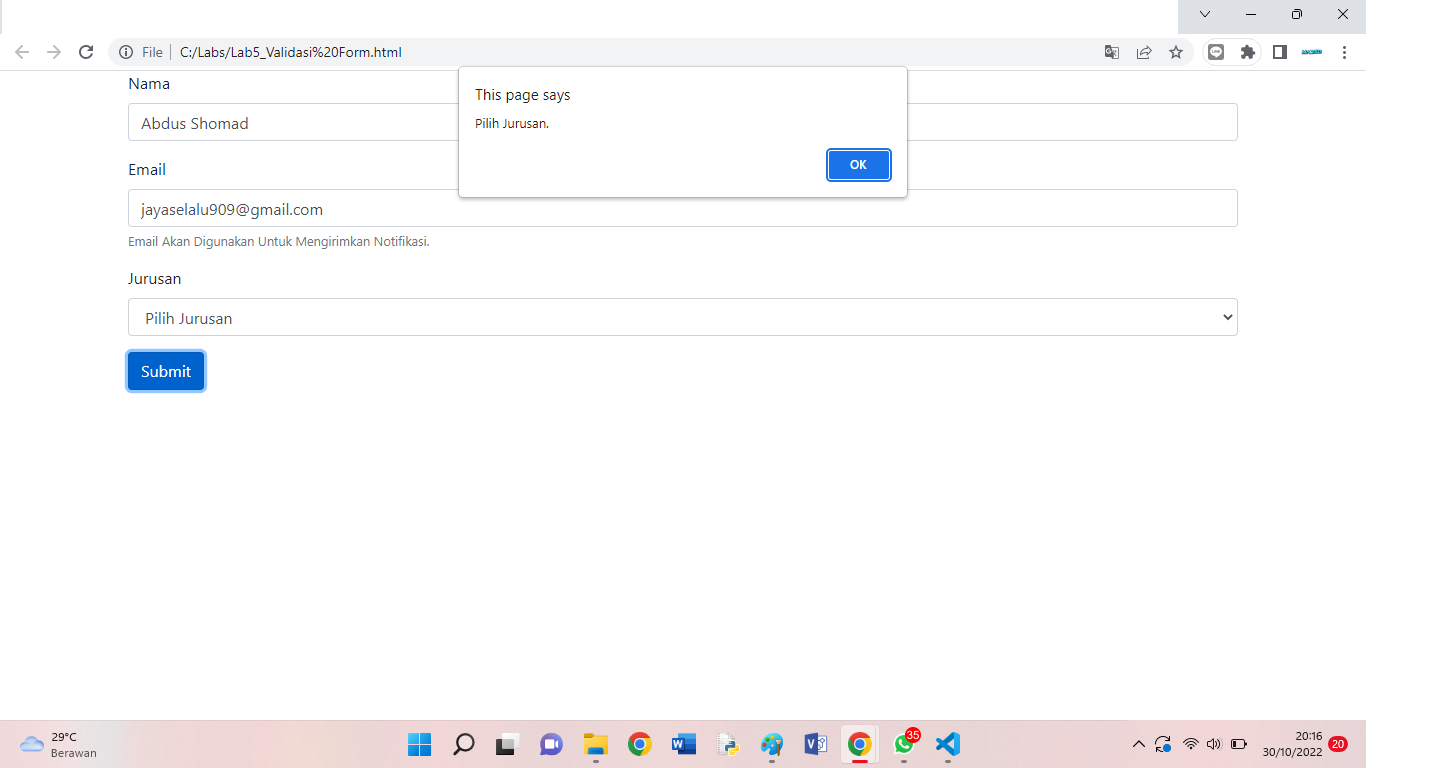 File
C:/Labs/Lab5_Validasi%20Form.html
Nama
Abdus Shomad
This page says
Pilih Jurusan.
OK
Email
jayaselalu909@gmail.com
Email Akan Digunakan Untuk Mengirimkan Notifikasi.
Jurusan
Pilih Jurusan
Submit
29°C
Berawan
W
V
35
20:16
30/10/2022
20